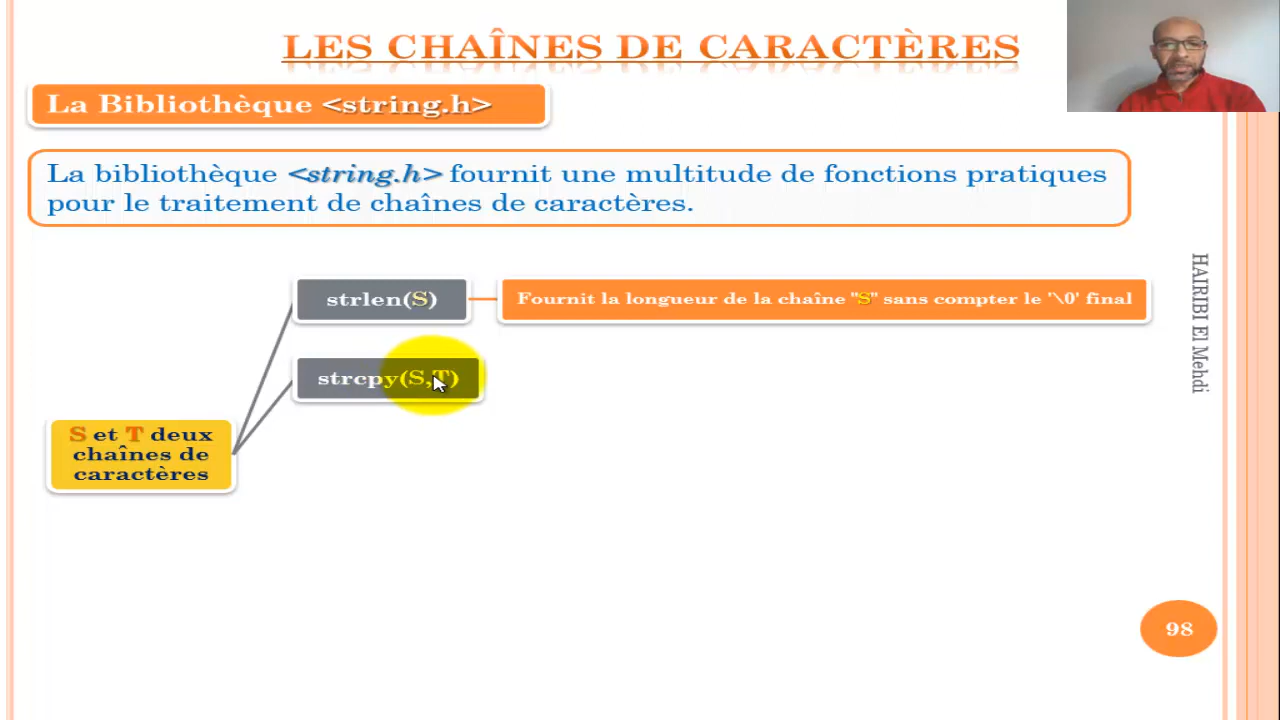 LES CHAÎNES DE CARACTÈRES
La Bibliothèque <string.h>
La bibliothèque <string.h> fournit une multitude de fonctions pratiques
pour le traitement de chaînes de caractères.
strlen(S)
Fournit la longueur de la chaîne "S" sans compter le '\0' final
strcpy(S,T)
S et T deux
chaînes de
caractères
HAIRIBI El Mehdi
98